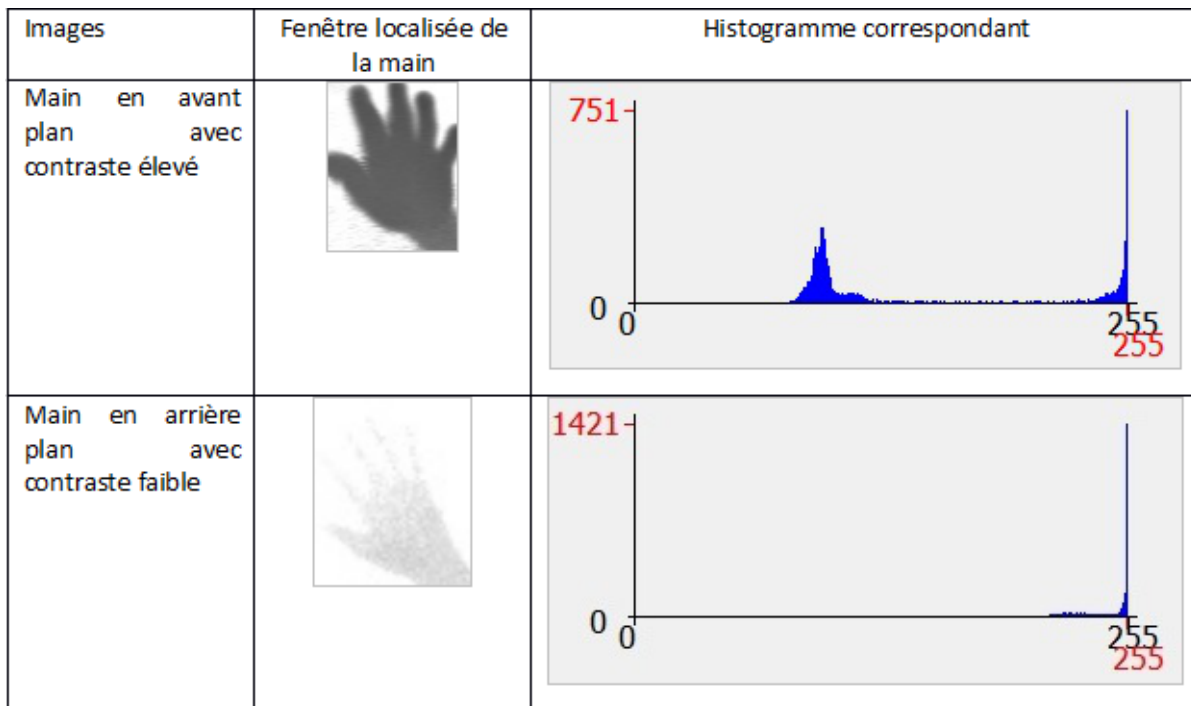 Images
Fenêtre localisée de
la main
Histogramme correspondant
Main en avant
plan avec
contraste élevé
751
0
0
255
255
Main en arrière
plan avec
contraste faible
1421
0
0
255
255